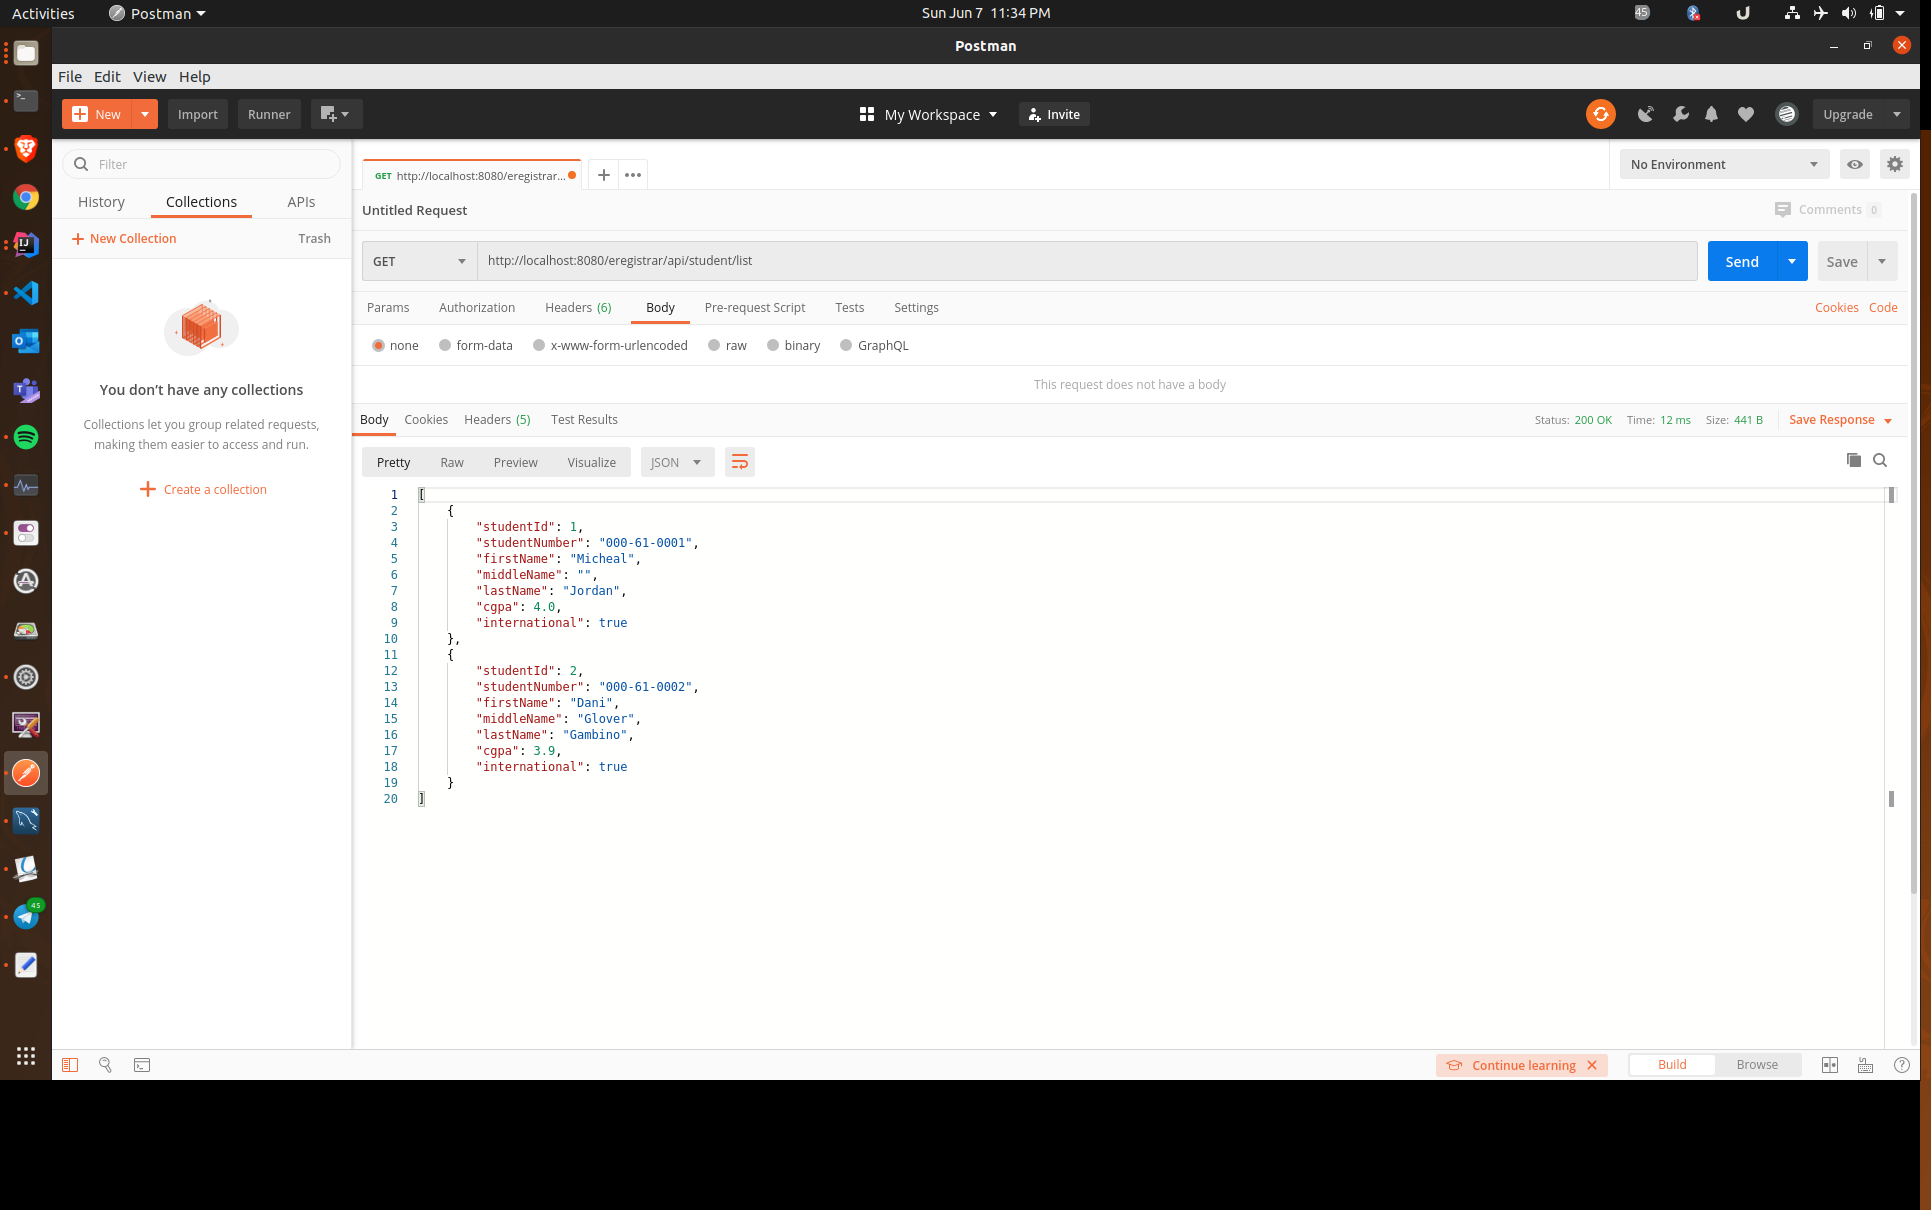 Activities Postman Sun Jun 7 11:34 PM 45
Postman
File Edit View Help
New Import Runner My Workspace Invite Upgrade
Filter
History Collections APIs
New Collection Trash
You don’t have any collections
Collections let you group related requests,
making them easier to access and run.
Create a collection
GET http://localhost:8080/eregistrar... No Environment
Untitled Request Comments 0
GET http://localhost:8080/eregistrar/api/student/list Send Save
Params Authorization Headers (6) Body Pre-request Script Tests Settings Cookies Code
none form-data x-www-form-urlencoded raw binary GraphQL
This request does not have a body
Body Cookies Headers (5) Test Results Status: 200 OK Time: 12 ms Size: 441 B Save Response
Pretty Raw Preview Visualize JSON
1 [
2 {
3 "studentId": 1,
4 "studentNumber": "000-61-0001",
5 "firstName": "Micheal",
6 "middleName": "",
7 "lastName": "Jordan",
8 "cgpa": 4.0,
9 "international": true
10 },
11 {
12 "studentId": 2,
13 "studentNumber": "000-61-0002",
14 "firstName": "Dani",
15 "middleName": "Glover",
16 "lastName": "Gambino",
17 "cgpa": 3.9,
18 "international": true
19 }
20 ]
45
Continue learning Build Browse